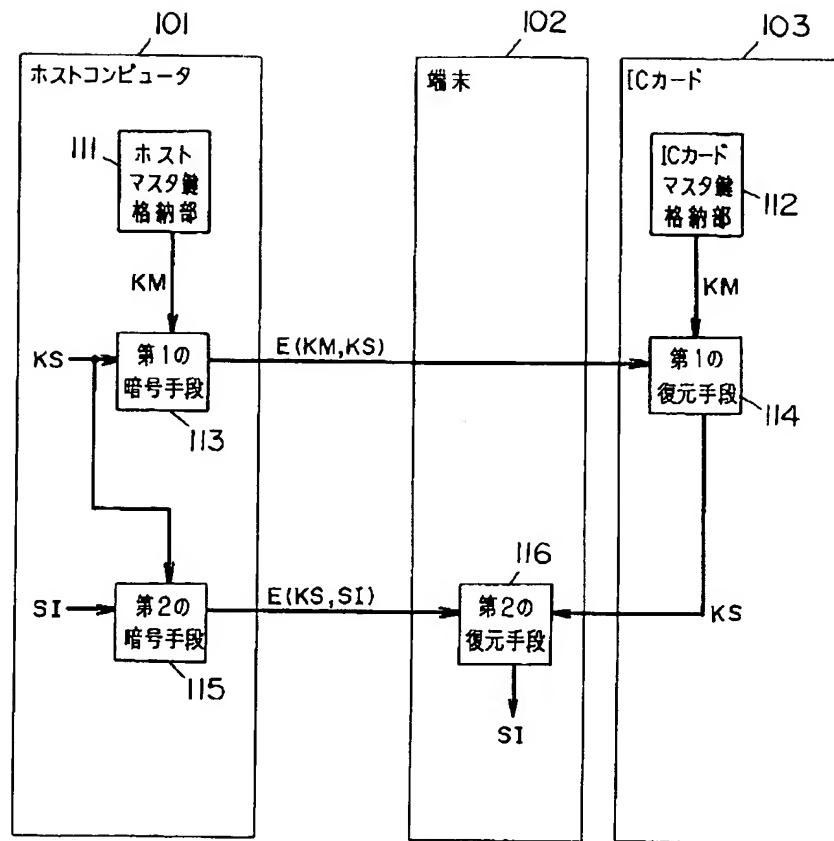 101
102
103
ホストコンピュータ
端末
ICカード
111
ホスト
マスタ鍵
格納部
ICカード
マスタ鍵
格納部
112
KM
KM
KS
第1の
暗号手段
E(KM,KS)
第1の
復元手段
113
114
116
SI
第2の
暗号手段
E(KS,SI)
第2の
復元手段
KS
115
SI